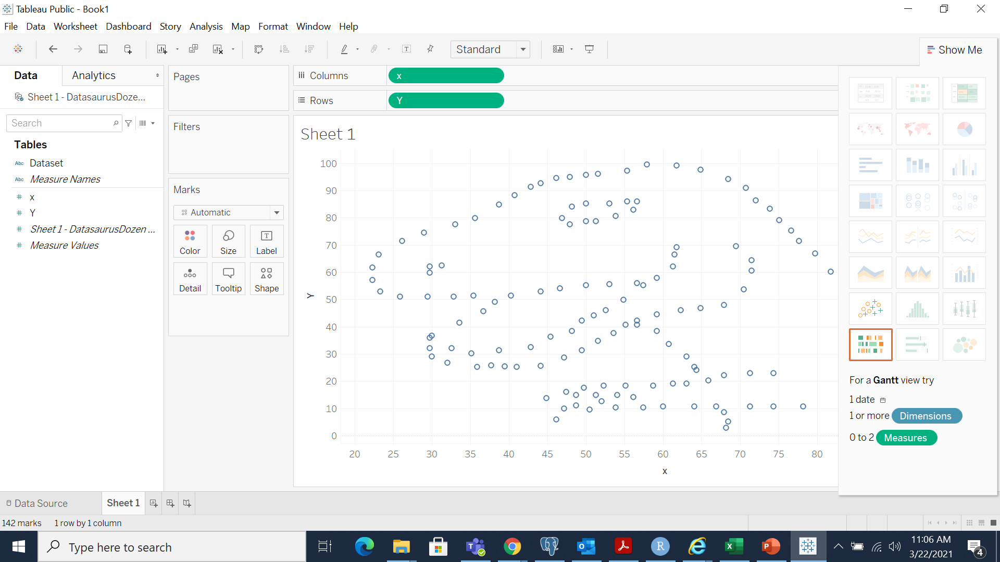 Tableau Public - Book1
File Data Worksheet Dashboard Story Analysis Map Format Window Help
Standard
Show Me
Data Analytics
Sheet 1 - DatasaurusDoze...
Search
Tables
Abc Dataset
Abc Measure Names
# x
# Y
# Sheet 1 - DatasaurusDozen ...
# Measure Values
Pages
Filters
Marks
Automatic
Color Size Label
Detail Tooltip Shape
Columns x
Rows Y
Sheet 1
100
90
80
70
60
50
40
30
20
10
0
Y
20 25 30 35 40 45 50 55 60 65 70 75 80
x
For a Gantt view try
1 date
1 or more Dimensions
0 to 2 Measures
Data Source Sheet 1
142 marks 1 row by 1 column
Type here to search
11:06 AM
3/22/2021
4